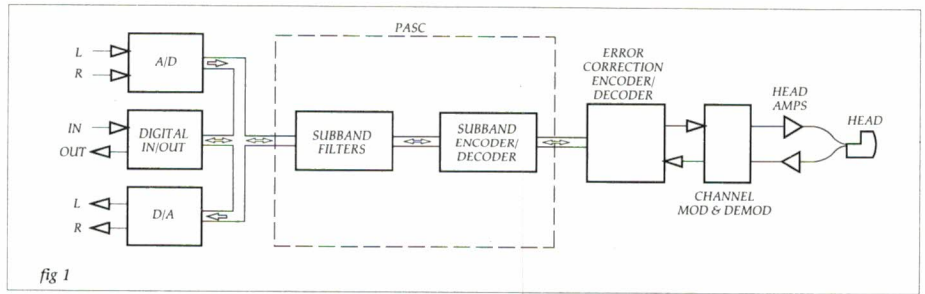 PASC
L
R
A/D
IN
OUT
DIGITAL
IN/OUT
L
R
D/A
SUBBAND
FILTERS
SUBBAND
ENCODER/
DECODER
ERROR
CORRECTION
ENCODER/
DECODER
CHANNEL
MOD & DEMOD
HEAD
AMPS
HEAD
fig 1